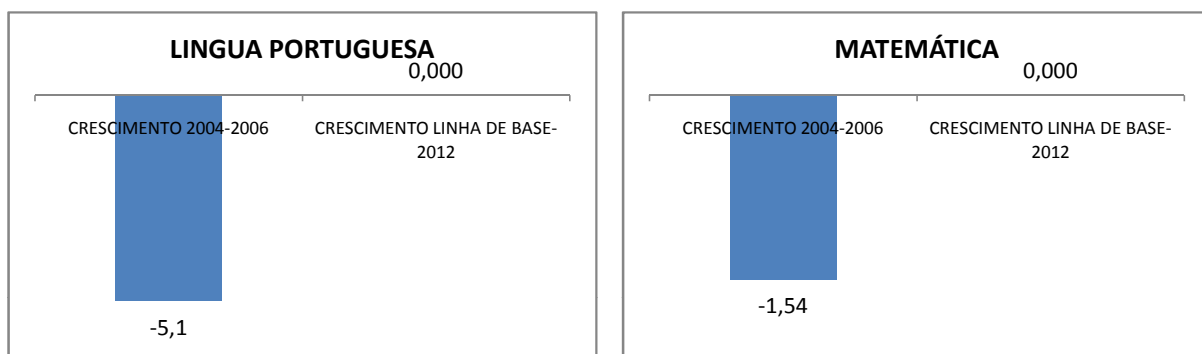 LINGUA PORTUGUESA
0,000
CRESCIMENTO 2004-2006
CRESCIMENTO LINHA DE BASE-
2012
-5,1
MATEMÁTICA
0,000
CRESCIMENTO 2004-2006
CRESCIMENTO LINHA DE BASE-
2012
-1,54